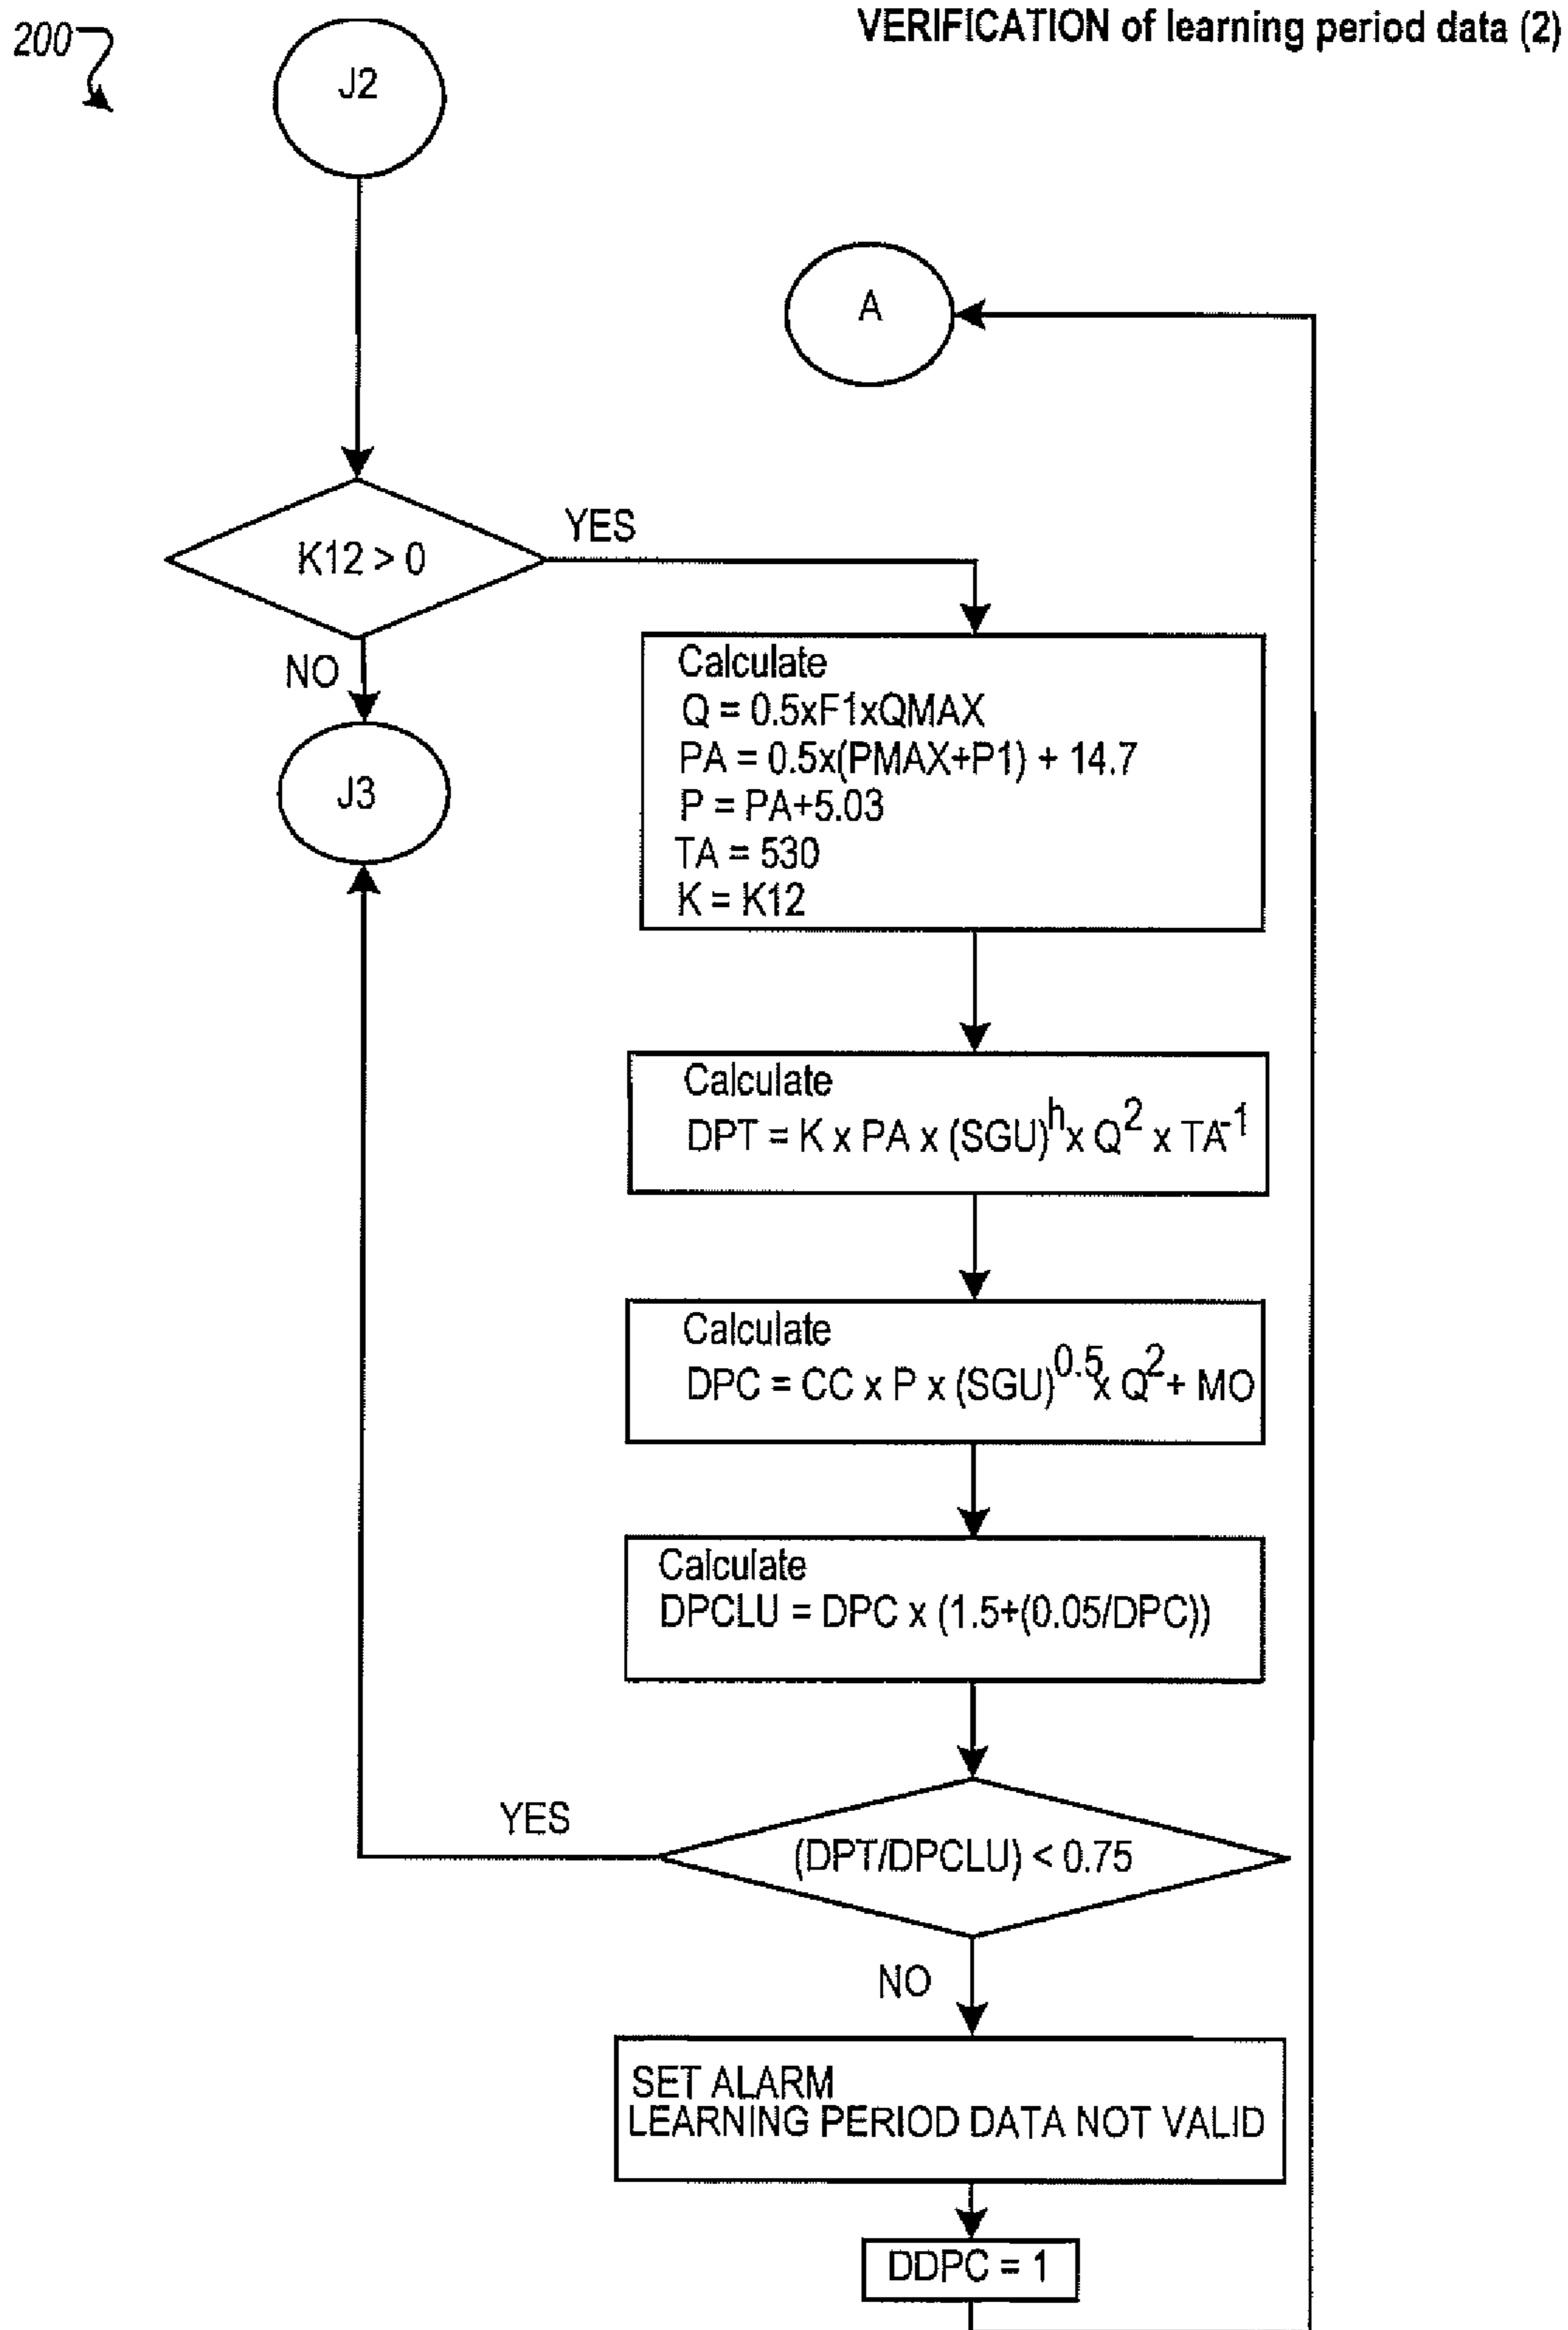 VERIFICATION of learning period data (2)
200
J2
A
K12 > 0
YES
NO
J3
Calculate
Q = 0.5xF1xQMAX
PA = 0.5x(PMAX+P1) + 14.7
P = PA+5.03
TA = 530
K = K12
Calculate
DPT = K x PA x (SGU)^h x Q^2 x TA^-1
Calculate
DPC = CC x P x (SGU)^0.5 x Q^2 + MO
Calculate
DPCLU = DPC x (1.5+(0.05/DPC))
YES
(DPT/DPCLU) < 0.75
NO
SET ALARM
LEARNING PERIOD DATA NOT VALID
DDPC = 1